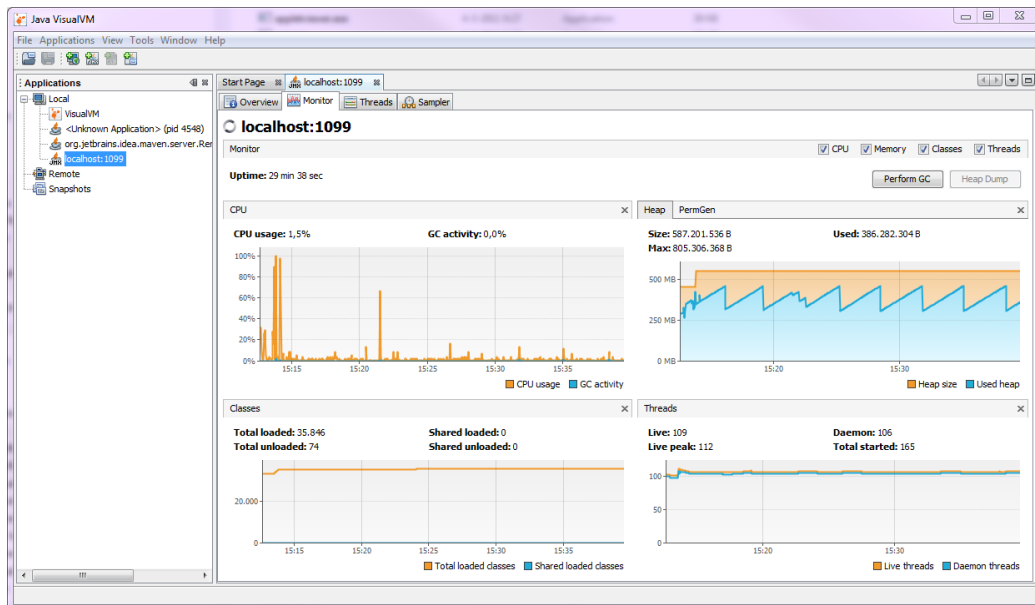 Java VisualVM
File Applications View Tools Window Help
Applications
Local
VisualVM
<Unknown Application> (pid 4548)
org.jetbrains.idea.maven.server.Rer
localhost:1099
Remote
Snapshots
Start Page localhost:1099
Overview Monitor Threads Sampler
localhost:1099
Monitor CPU Memory Classes Threads
Uptime: 29 min 38 sec
Perform GC Heap Dump
CPU
CPU usage: 1,5% GC activity: 0,0%
100%
80%
60%
40%
20%
0%
15:15 15:20 15:25 15:30 15:35
CPU usage GC activity
Heap PermGen
Size: 587.201.536 B Used: 386.282.304 B
Max: 805.306.368 B
500 MB
250 MB
0 MB
15:20 15:30
Heap size Used heap
Classes
Total loaded: 35.846 Shared loaded: 0
Total unloaded: 74 Shared unloaded: 0
20.000
0
15:15 15:20 15:25 15:30 15:35
Total loaded classes Shared loaded classes
Threads
Live: 109 Daemon: 106
Live peak: 112 Total started: 165
100
50
0
15:20 15:30
Live threads Daemon threads